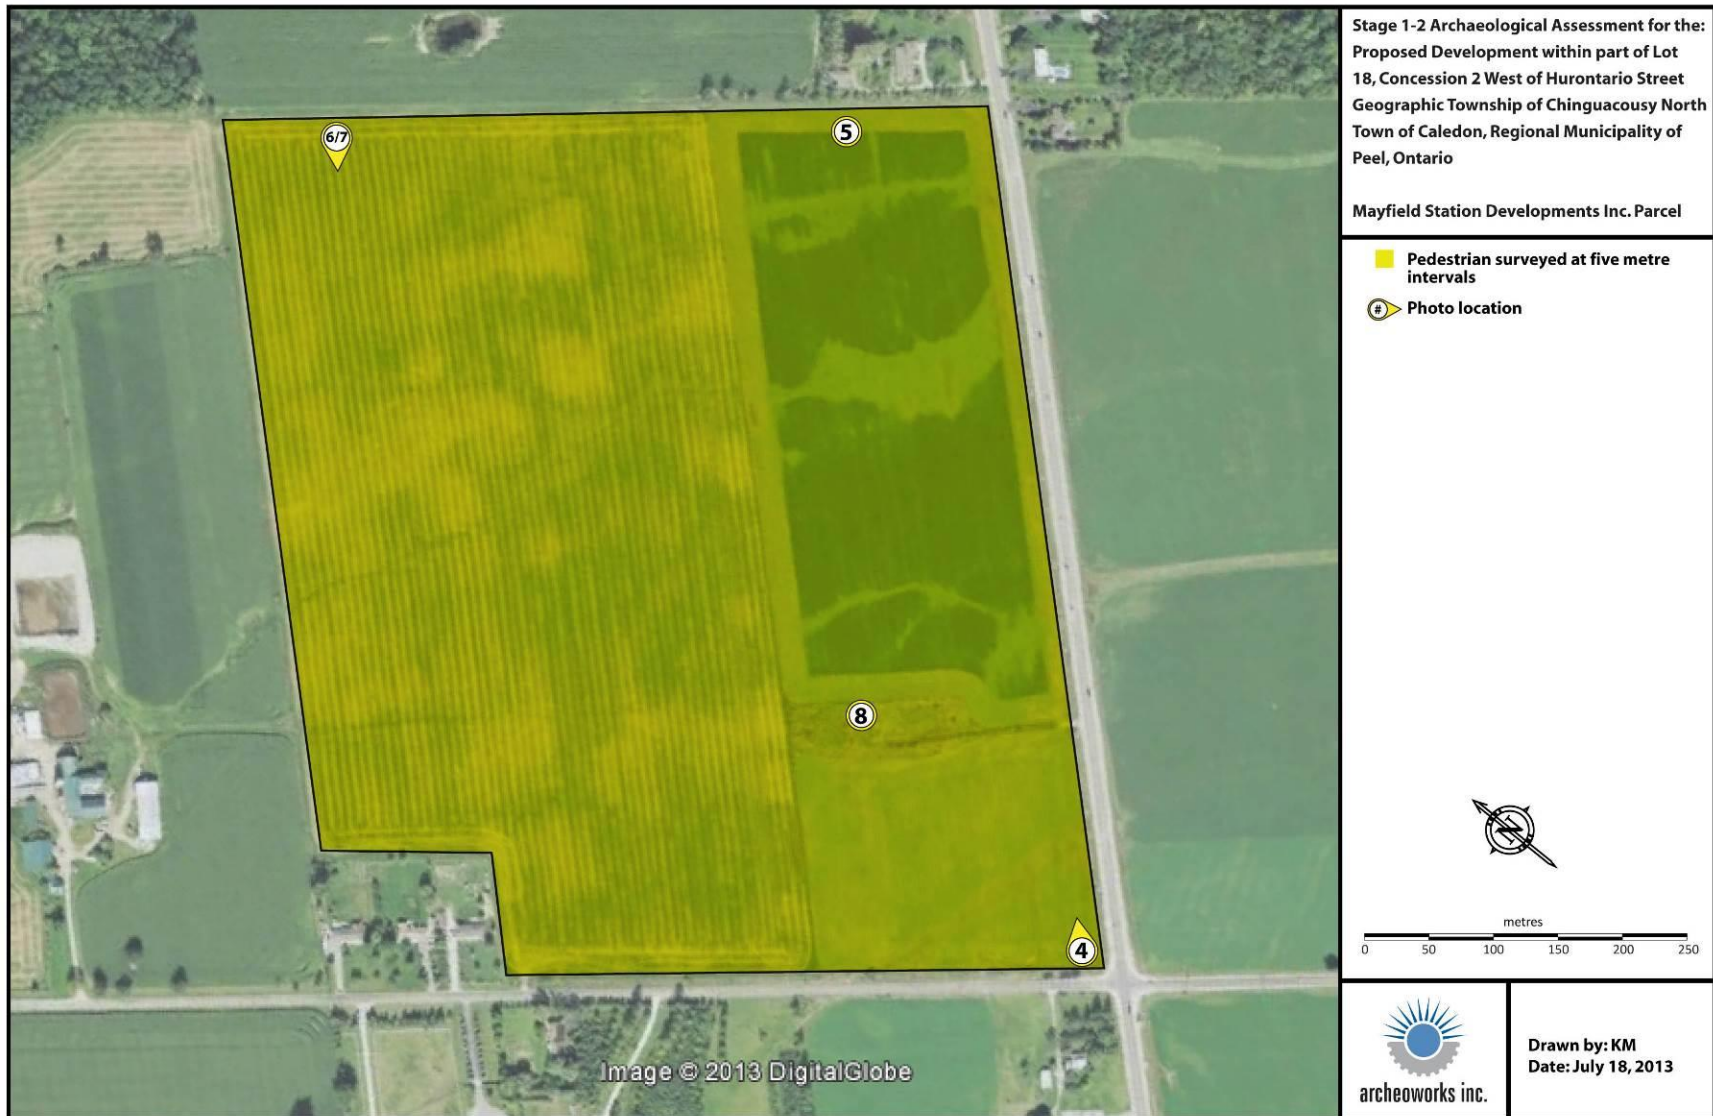 Stage 1-2 Archaeological Assessment for the:
Proposed Development within part of Lot
18, Concession 2 West of Hurontario Street
Geographic Township of Chinguacousy North
Town of Caledon, Regional Municipality of
Peel, Ontario
Mayfield Station Developments Inc. Parcel
Pedestrian surveyed at five metre
intervals
# Photo location
6/7
5
8
4
N
metres
0 50 100 150 200 250
Image © 2013 DigitalGlobe
archeoworks inc.
Drawn by: KM
Date: July 18, 2013